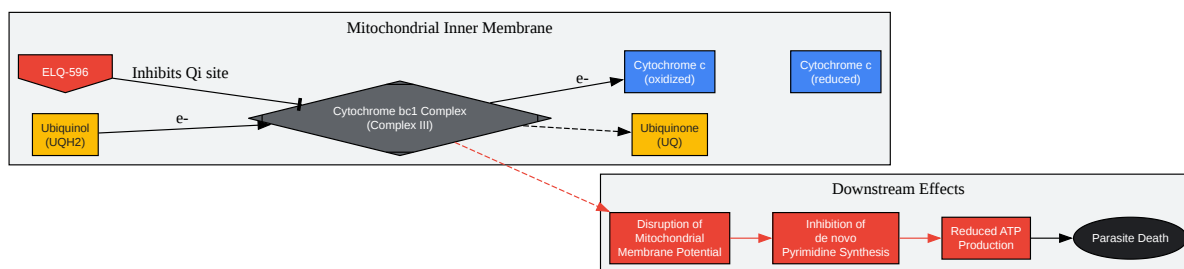 Mitochondrial Inner Membrane
ELQ-596
Inhibits Qi site
Ubiquinol
(UQH2)
e-
Cytochrome bc1 Complex
(Complex III)
e-
Cytochrome c
(oxidized)
Cytochrome c
(reduced)
Ubiquinone
(UQ)
Downstream Effects
Disruption of
Mitochondrial
Membrane Potential
Inhibition of
de novo
Pyrimidine Synthesis
Reduced ATP
Production
Parasite Death